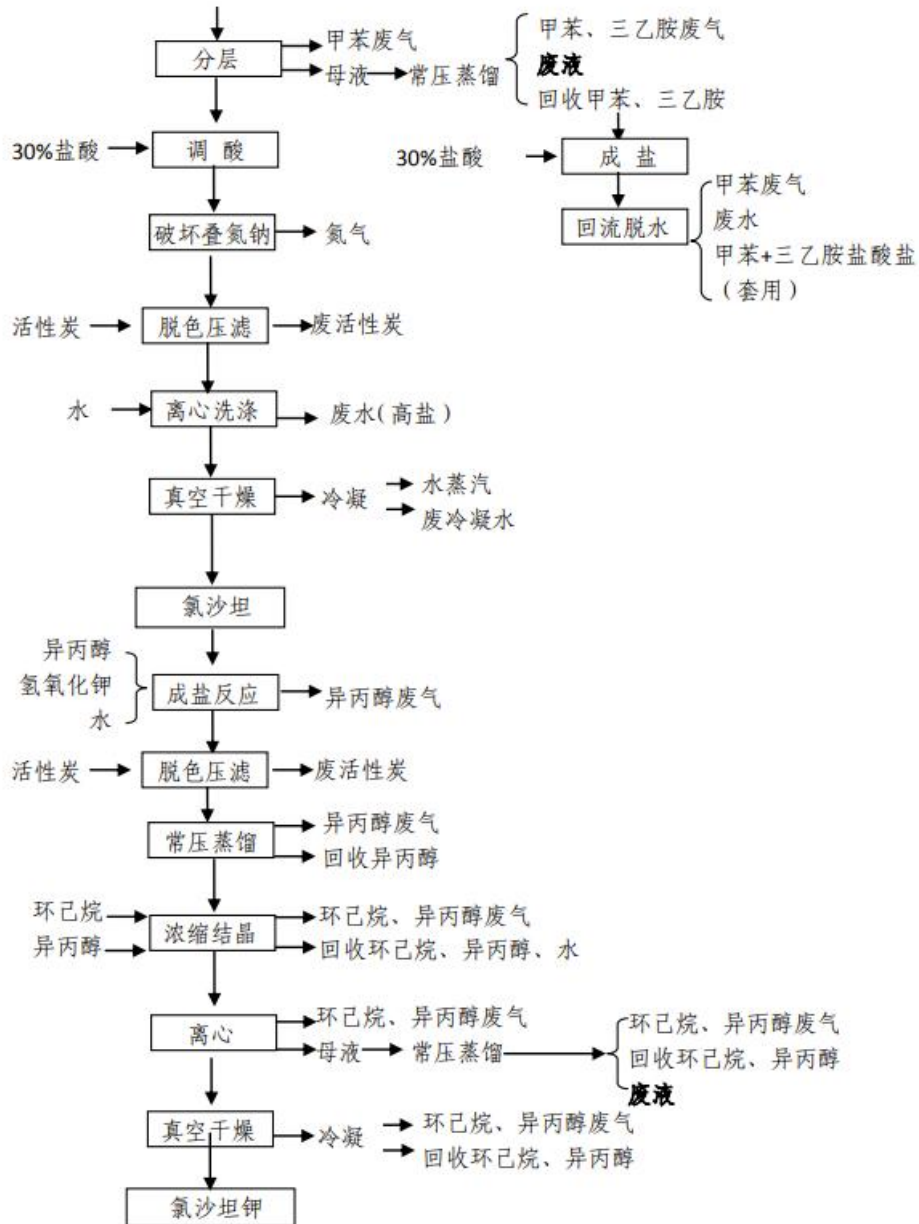 分层
甲苯废气
母液
常压蒸馏
甲苯、三乙胺废气
废液
回收甲苯、三乙胺
30%盐酸
调 酸
30%盐酸
成 盐
破坏叠氮钠
氮气
回流脱水
甲苯废气
废水
甲苯+三乙胺盐酸盐
（套用）
活性炭
脱色压滤
废活性炭
水
离心洗涤
废水(高盐)
真空干燥
冷凝
水蒸汽
废冷凝水
氯沙坦
异丙醇
氢氧化钾
水
成盐反应
异丙醇废气
活性炭
脱色压滤
废活性炭
常压蒸馏
异丙醇废气
回收异丙醇
环己烷
异丙醇
浓缩结晶
环己烷、异丙醇废气
回收环己烷、异丙醇、水
离心
环己烷、异丙醇废气
母液
常压蒸馏
环己烷、异丙醇废气
回收环己烷、异丙醇
废液
真空干燥
冷凝
环己烷、异丙醇废气
回收环己烷、异丙醇
氯沙坦钾